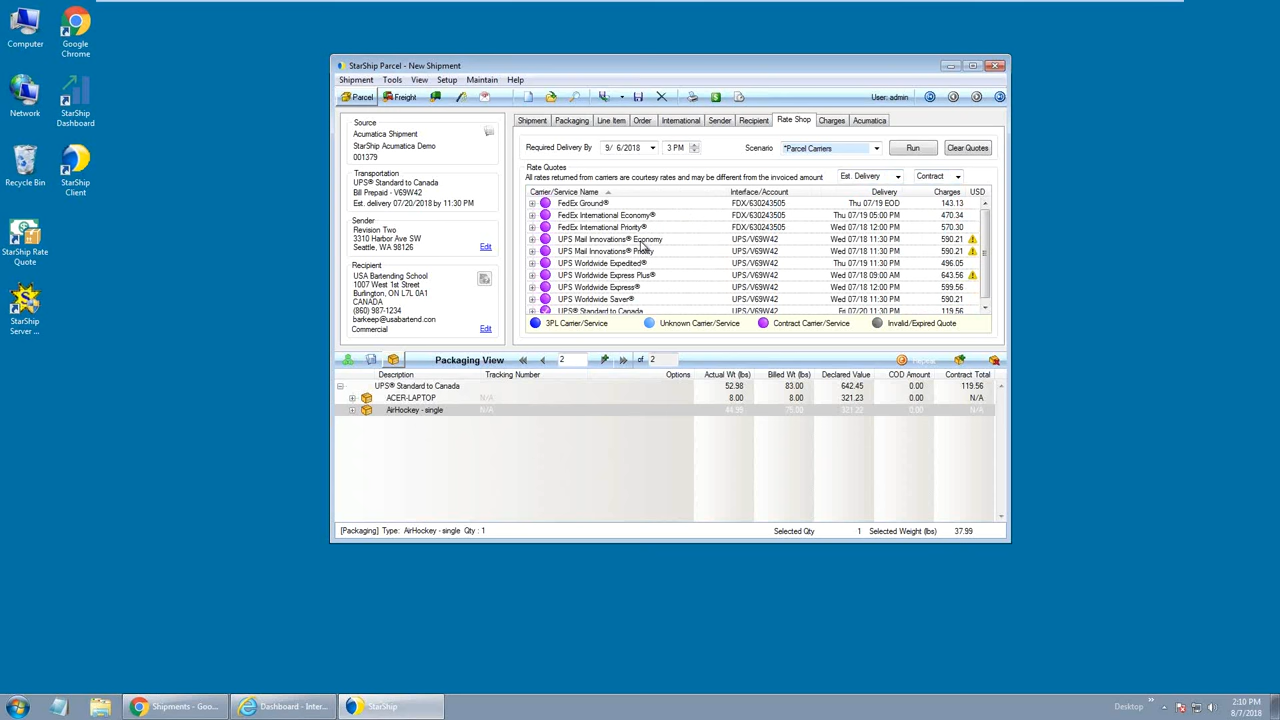 Computer
Google
Chrome
Network
StarShip
Dashboard
Recycle Bin
StarShip
Client
StarShip Rate
Quote
StarShip
Server ...
StarShip Parcel - New Shipment
Shipment Tools View Setup Maintain Help
Parcel Freight User: admin
Source
Acumatica Shipment
StarShip Acumatica Demo
001379
Transportation
UPS® Standard to Canada
Bill Prepaid - V69W42
Est. delivery 07/20/2018 by 11:30 PM
Sender
Revision Two
3310 Harbor Ave SW
Seattle, WA 98126 Edit
Recipient
USA Bartending School
1007 West 1st Street
Burlington, ON L7L 0A1
CANADA
(860) 987-1234
barkeep@usabartend.com
Commercial Edit
Shipment Packaging Line Item Order International Sender Recipient Rate Shop Charges Acumatica
Required Delivery By 9/ 6/2018 3 PM Scenario *Parcel Carriers Run Clear Quotes
Rate Quotes
All rates returned from carriers are courtesy rates and may be different from the invoiced amount Est. Delivery Contract
Carrier/Service Name Interface/Account Delivery Charges USD
FedEx Ground® FDX/630243505 Thu 07/19 EOD 143.13
FedEx International Economy® FDX/630243505 Thu 07/19 05:00 PM 470.34
FedEx International Priority® FDX/630243505 Wed 07/18 12:00 PM 570.30
UPS Mail Innovations® Economy UPS/V69W42 Wed 07/18 11:30 PM 590.21
UPS Mail Innovations® UPS/V69W42 Wed 07/18 11:30 PM 590.21
UPS Worldwide Expedited® UPS/V69W42 Thu 07/19 11:30 PM 496.05
UPS Worldwide Express Plus® UPS/V69W42 Wed 07/18 09:00 AM 643.56
UPS Worldwide Express® UPS/V69W42 Wed 07/18 12:00 PM 599.56
UPS Worldwide Saver® UPS/V69W42 Wed 07/18 11:30 PM 590.21
UPS® Standard to Canada UPS/V69W42 Fri 07/20 11:30 PM 119.56
3PL Carrier/Service Unknown Carrier/Service Contract Carrier/Service Invalid/Expired Quote
Packaging View 2 of 2
Description Tracking Number Options Actual Wt (lbs) Billed Wt (lbs) Declared Value COD Amount Contract Total
UPS® Standard to Canada 52.98 83.00 642.45 0.00 119.56
ACER-LAPTOP N/A 8.00 8.00 321.23 0.00 N/A
AirHockey - single N/A 44.99 75.00 321.22 0.00 N/A
[Packaging] Type: AirHockey - single Qty : 1 Selected Qty 1 Selected Weight (lbs) 37.99
Shipments - Goo... Dashboard - Inter... StarShip Desktop 2:10 PM
8/7/2018